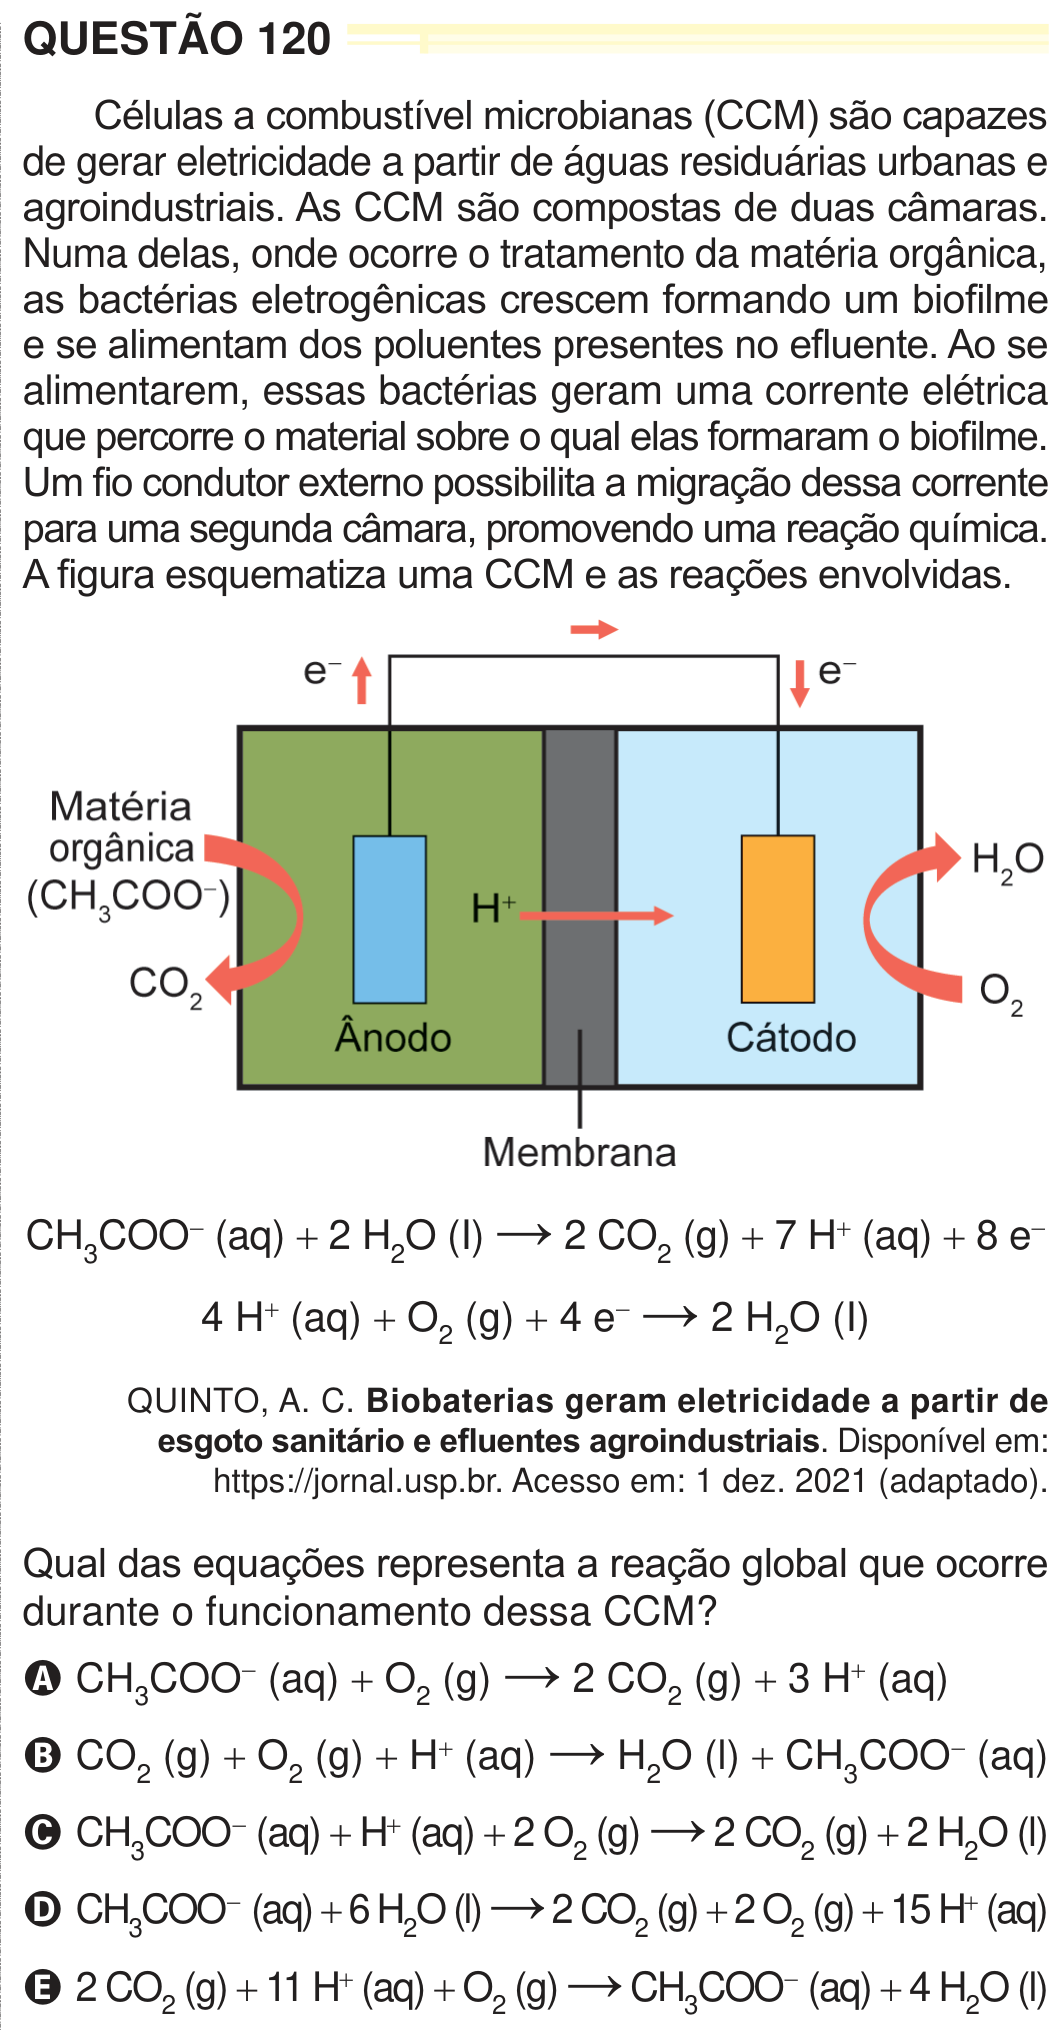 QUESTÃO 120
Células a combustível microbianas (CCM) são capazes
de gerar eletricidade a partir de águas residuárias urbanas e
agroindustriais. As CCM são compostas de duas câmaras.
Numa delas, onde ocorre o tratamento da matéria orgânica,
as bactérias eletrogênicas crescem formando um biofilme
e se alimentam dos poluentes presentes no efluente. Ao se
alimentarem, essas bactérias geram uma corrente elétrica
que percorre o material sobre o qual elas formaram o biofilme.
Um fio condutor externo possibilita a migração dessa corrente
para uma segunda câmara, promovendo uma reação química.
A figura esquematiza uma CCM e as reações envolvidas.
e⁻
e⁻
Matéria
orgânica
(CH₃COO⁻)
H₂O
H⁺
CO₂
O₂
Ânodo
Cátodo
Membrana
CH₃COO⁻ (aq) + 2 H₂O (l) ⟶ 2 CO₂ (g) + 7 H⁺ (aq) + 8 e⁻
4 H⁺ (aq) + O₂ (g) + 4 e⁻ ⟶ 2 H₂O (l)
QUINTO, A. C. Biobaterias geram eletricidade a partir de
esgoto sanitário e efluentes agroindustriais. Disponível em:
https://jornal.usp.br. Acesso em: 1 dez. 2021 (adaptado).
Qual das equações representa a reação global que ocorre
durante o funcionamento dessa CCM?
A CH₃COO⁻ (aq) + O₂ (g) ⟶ 2 CO₂ (g) + 3 H⁺ (aq)
B CO₂ (g) + O₂ (g) + H⁺ (aq) ⟶ H₂O (l) + CH₃COO⁻ (aq)
C CH₃COO⁻ (aq) + H⁺ (aq) + 2 O₂ (g) ⟶ 2 CO₂ (g) + 2 H₂O (l)
D CH₃COO⁻ (aq) + 6 H₂O (l) ⟶ 2 CO₂ (g) + 2 O₂ (g) + 15 H⁺ (aq)
E 2 CO₂ (g) + 11 H⁺ (aq) + O₂ (g) ⟶ CH₃COO⁻ (aq) + 4 H₂O (l)